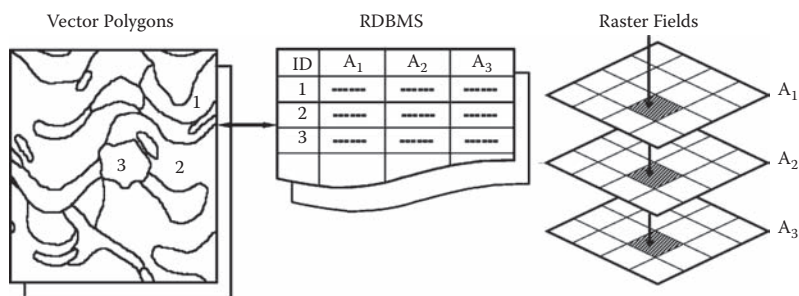 Vector Polygons
RDBMS
Raster Fields
ID A₁ A₂ A₃
1 ------ ------ ------
2 ------ ------ ------
3 ------ ------ ------
1
2
3
A₁
A₂
A₃